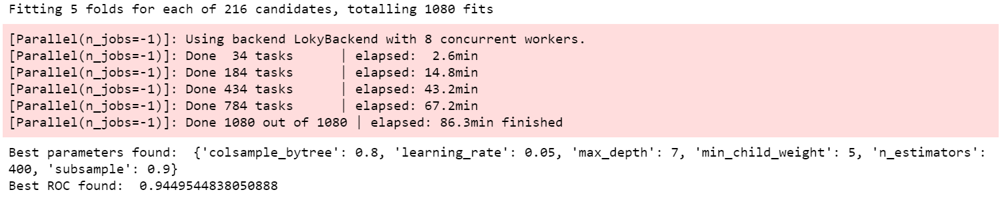 Fitting 5 folds for each of 216 candidates, totalling 1080 fits
[Parallel(n_jobs=-1)]: Using backend LokyBackend with 8 concurrent workers.
[Parallel(n_jobs=-1)]: Done  34 tasks      | elapsed:  2.6min
[Parallel(n_jobs=-1)]: Done 184 tasks      | elapsed: 14.8min
[Parallel(n_jobs=-1)]: Done 434 tasks      | elapsed: 43.2min
[Parallel(n_jobs=-1)]: Done 784 tasks      | elapsed: 67.2min
[Parallel(n_jobs=-1)]: Done 1080 out of 1080 | elapsed: 86.3min finished
Best parameters found:  {'colsample_bytree': 0.8, 'learning_rate': 0.05, 'max_depth': 7, 'min_child_weight': 5, 'n_estimators':
400, 'subsample': 0.9}
Best ROC found:  0.9449544838050888